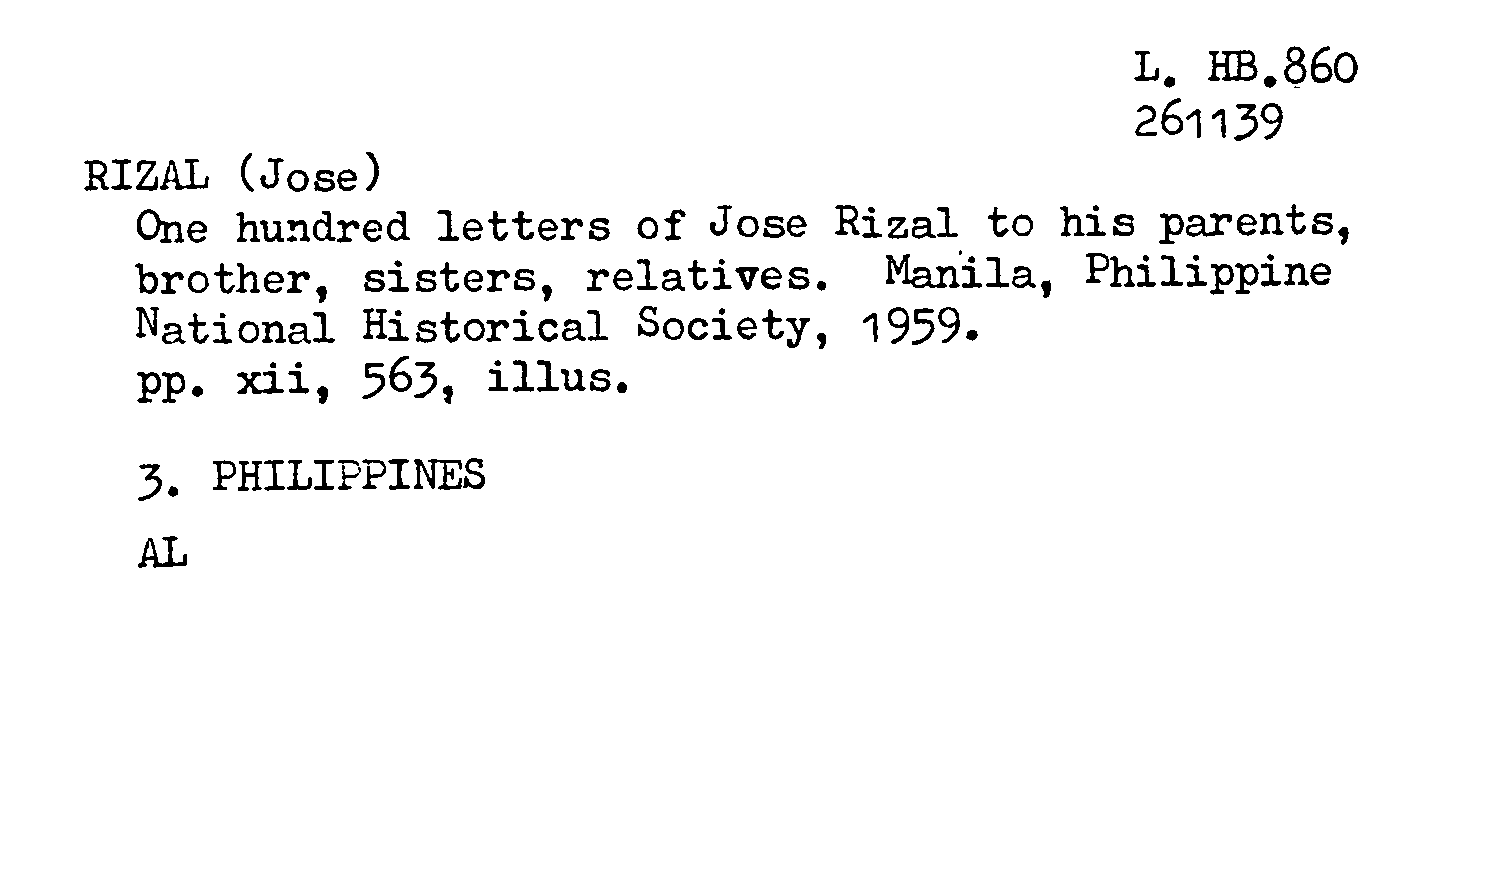 L. HB.860
261139
RIZAL (Jose)
One hundred letters of Jose Rizal to his parents,
brother, sisters, relatives. Manila, Philippine
National Historical Society, 1959.
pp. xii, 563, illus.
3. PHILIPPINES
AL